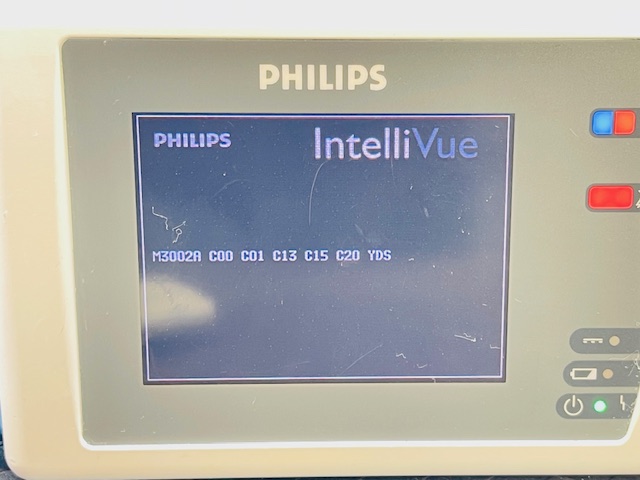 PHILIPS
PHILIPS IntelliVue
M3002A C00 C01 C13 C15 C20 YDS